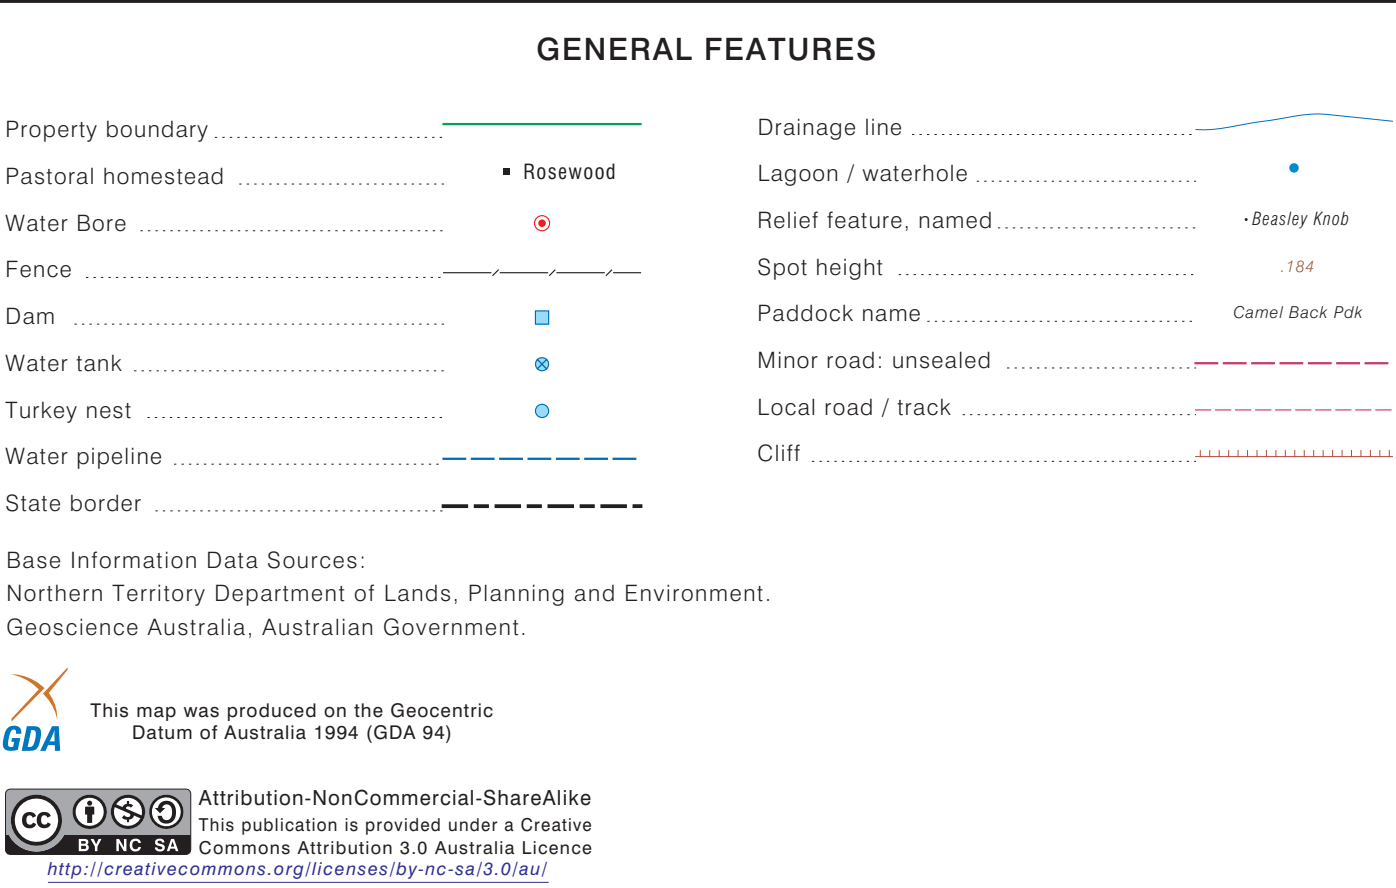 GENERAL FEATURES
Property boundary
Pastoral homestead ▪ Rosewood
Water Bore
Fence
Dam
Water tank
Turkey nest
Water pipeline
State border
Drainage line
Lagoon / waterhole
Relief feature, named · Beasley Knob
Spot height .184
Paddock name Camel Back Pdk
Minor road: unsealed
Local road / track
Cliff
Base Information Data Sources:
Northern Territory Department of Lands, Planning and Environment.
Geoscience Australia, Australian Government.
GDA
This map was produced on the Geocentric
Datum of Australia 1994 (GDA 94)
cc BY NC SA
Attribution-NonCommercial-ShareAlike
This publication is provided under a Creative
Commons Attribution 3.0 Australia Licence
http://creativecommons.org/licenses/by-nc-sa/3.0/au/